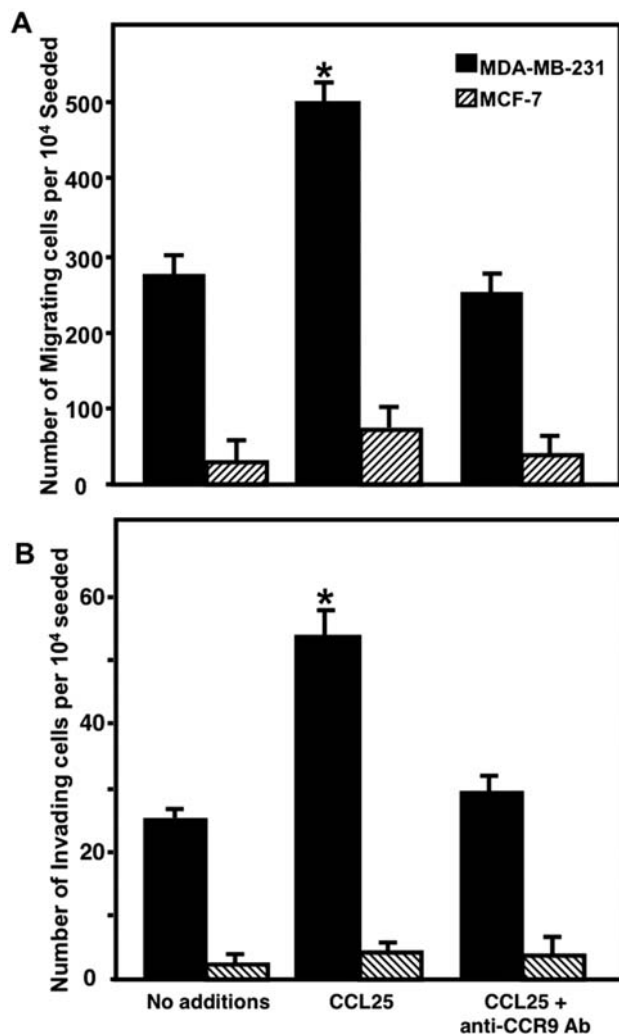 A
Number of Migrating cells per 10⁴ Seeded
500
400
300
200
100
0
*
MDA-MB-231
MCF-7
B
Number of Invading cells per 10⁴ seeded
60
40
20
0
*
No additions
CCL25
CCL25 +
anti-CCR9 Ab